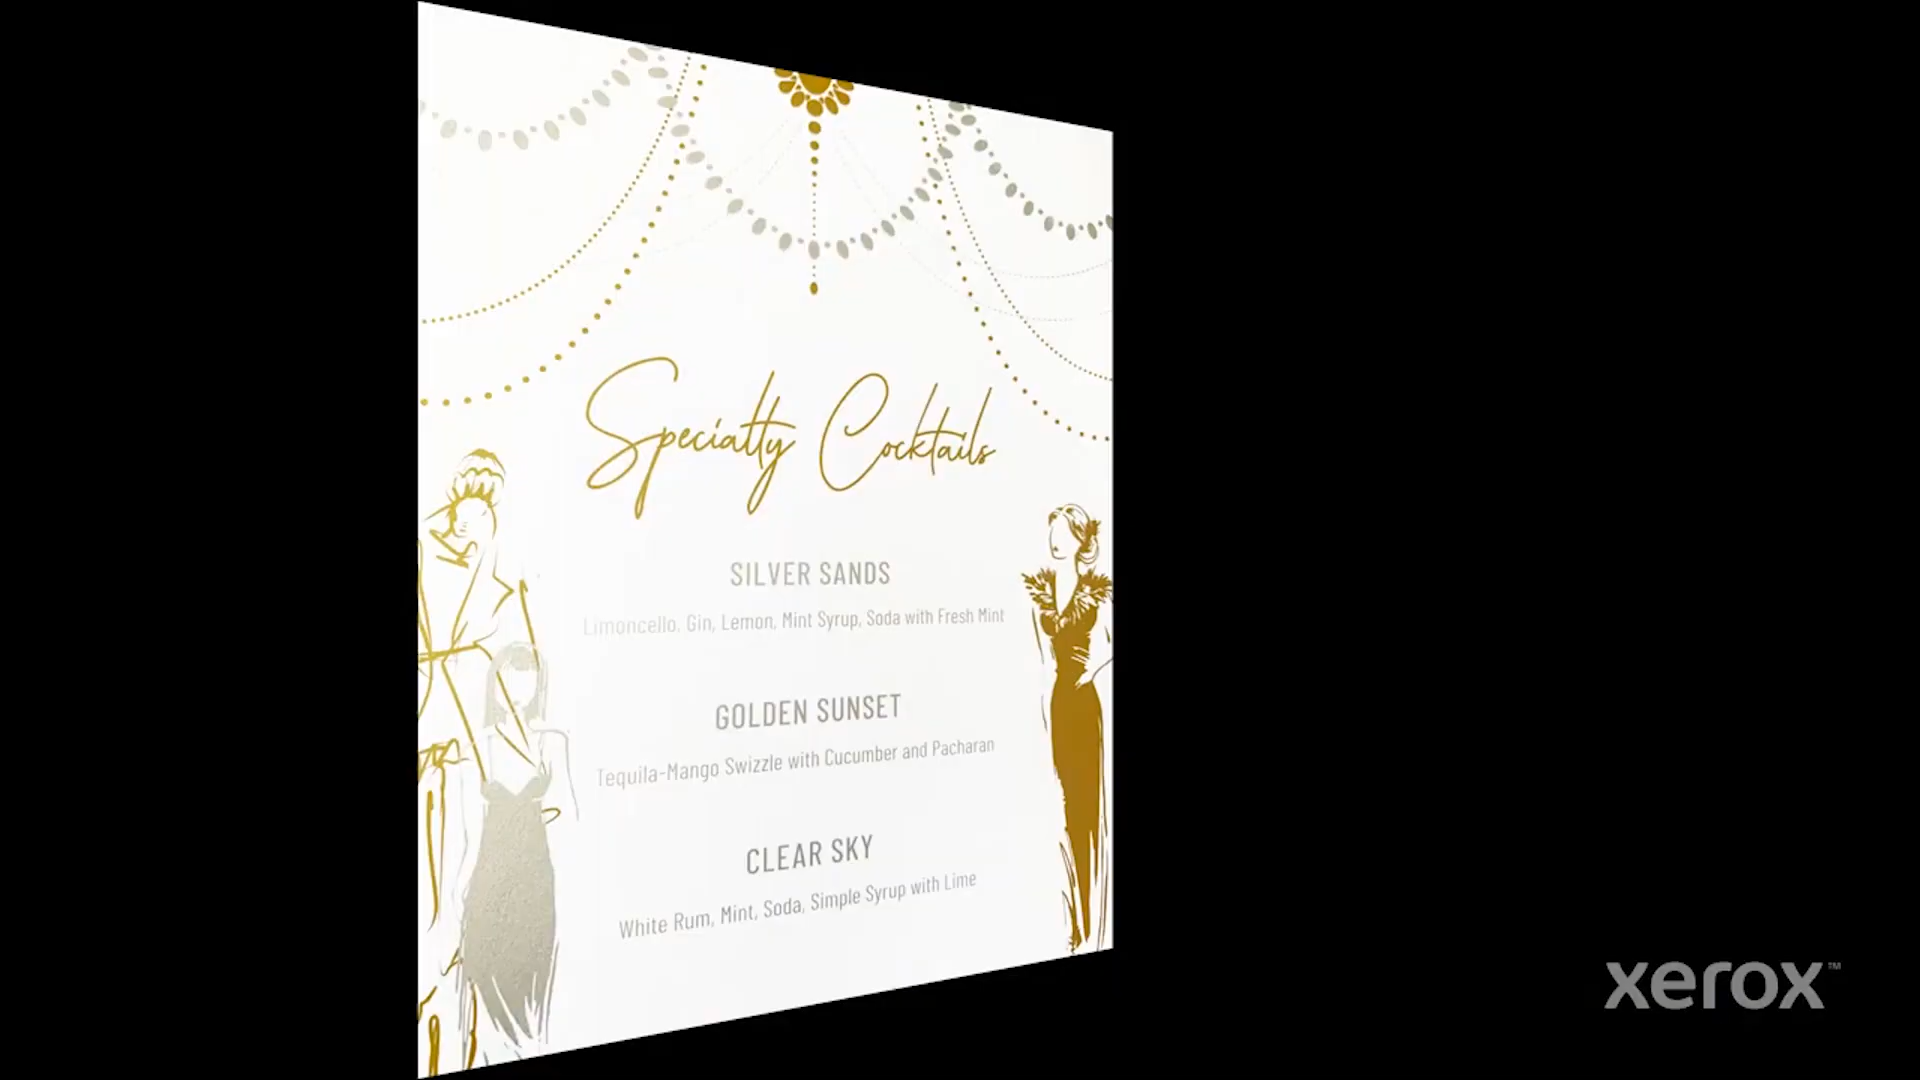 Specialty Cocktails
SILVER SANDS
Limoncello, Gin, Lemon, Mint Syrup, Soda with Fresh Mint
GOLDEN SUNSET
Tequila-Mango Swizzle with Cucumber and Pacharan
CLEAR SKY
White Rum, Mint, Soda, Simple Syrup with Lime
xerox™